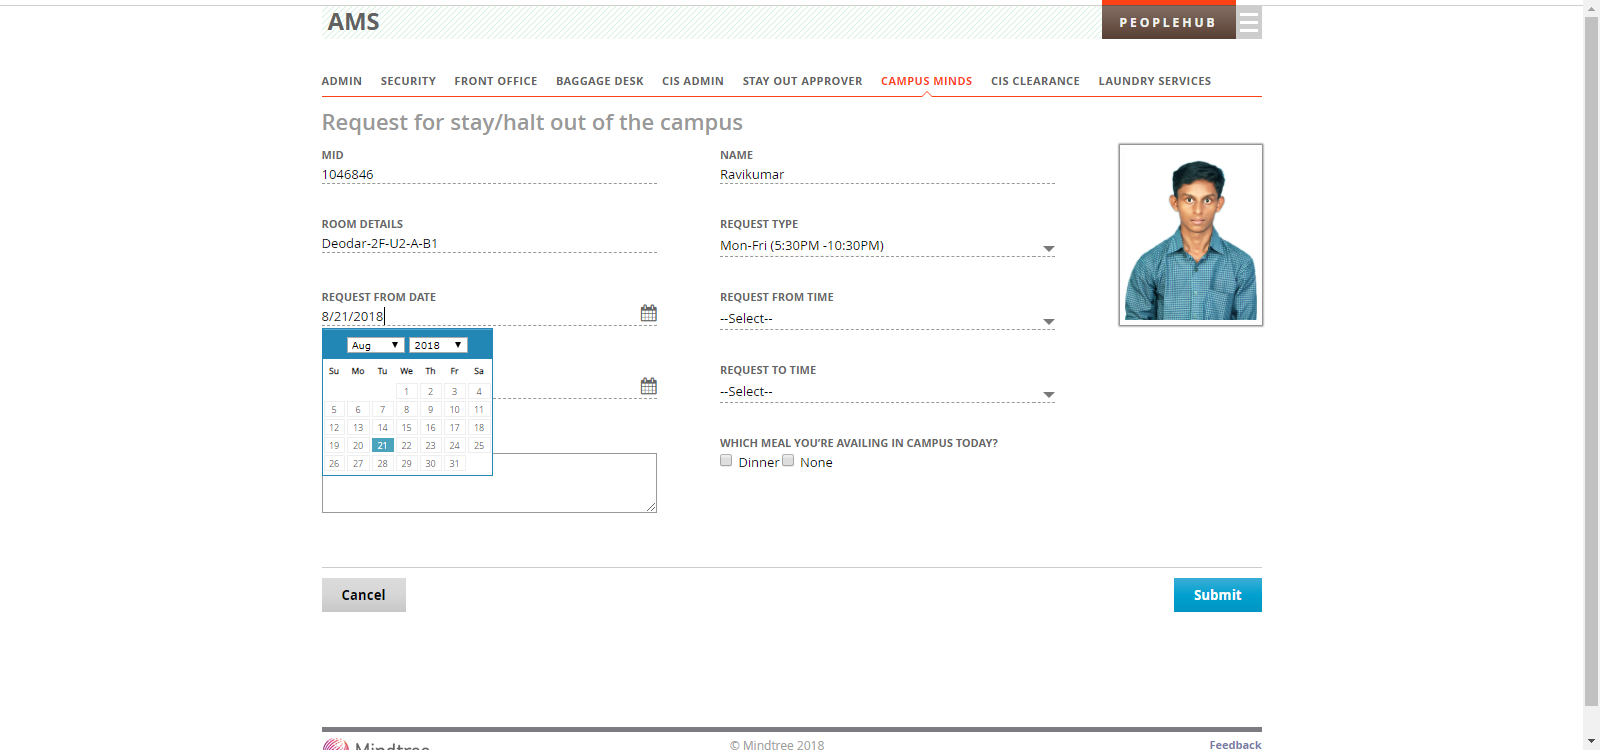 AMS
PEOPLEHUB
ADMIN SECURITY FRONT OFFICE BAGGAGE DESK CIS ADMIN STAY OUT APPROVER CAMPUS MINDS CIS CLEARANCE LAUNDRY SERVICES
Request for stay/halt out of the campus
MID
1046846
NAME
Ravikumar
ROOM DETAILS
Deodar-2F-U2-A-B1
REQUEST TYPE
Mon-Fri (5:30PM -10:30PM)
REQUEST FROM DATE
8/21/2018
REQUEST FROM TIME
--Select--
Aug 2018
Su Mo Tu We Th Fr Sa
1 2 3 4
5 6 7 8 9 10 11
12 13 14 15 16 17 18
19 20 21 22 23 24 25
26 27 28 29 30 31
REQUEST TO TIME
--Select--
WHICH MEAL YOU'RE AVAILING IN CAMPUS TODAY?
Dinner None
Cancel
Submit
Mindtree
© Mindtree 2018
Feedback